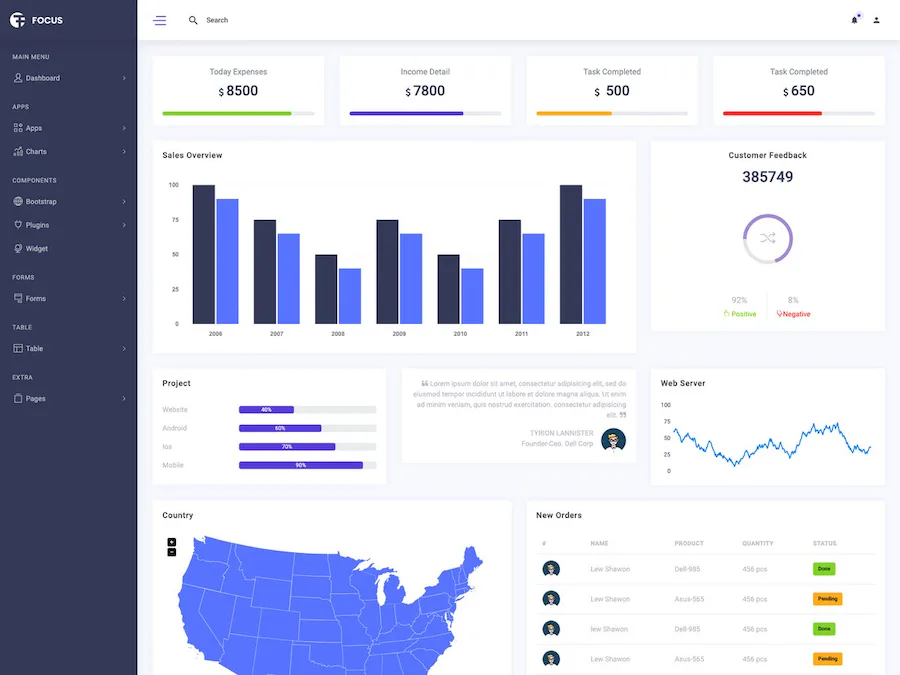 FOCUS
Search
MAIN MENU
Dashboard
APPS
Apps
Charts
COMPONENTS
Bootstrap
Plugins
Widget
FORMS
Forms
TABLE
Table
EXTRA
Pages
Today Expenses
$ 8500
Income Detail
$ 7800
Task Completed
$ 500
Task Completed
$ 650
Sales Overview
100
75
50
25
0
2006 2007 2008 2009 2010 2011 2012
Customer Feedback
385749
92% 8%
Positive Negative
Project
Website 40%
Android 60%
Ios 70%
Mobile 90%
❝ Lorem ipsum dolor sit amet, consectetur adipisicing elit, sed do
eiusmod tempor incididunt ut labore et dolore magna aliqua. Ut enim
ad minim veniam, quis nostrud exercitation. consectetur adipisicing
elit. ❞
TYRION LANNISTER
Founder-Ceo. Dell Corp
Web Server
100
75
50
25
0
Country
+
−
New Orders
# NAME PRODUCT QUANTITY STATUS
Lew Shawon Dell-985 456 pcs Done
Lew Shawon Asus-565 456 pcs Pending
lew Shawon Dell-985 456 pcs Done
Lew Shawon Asus-565 456 pcs Pending